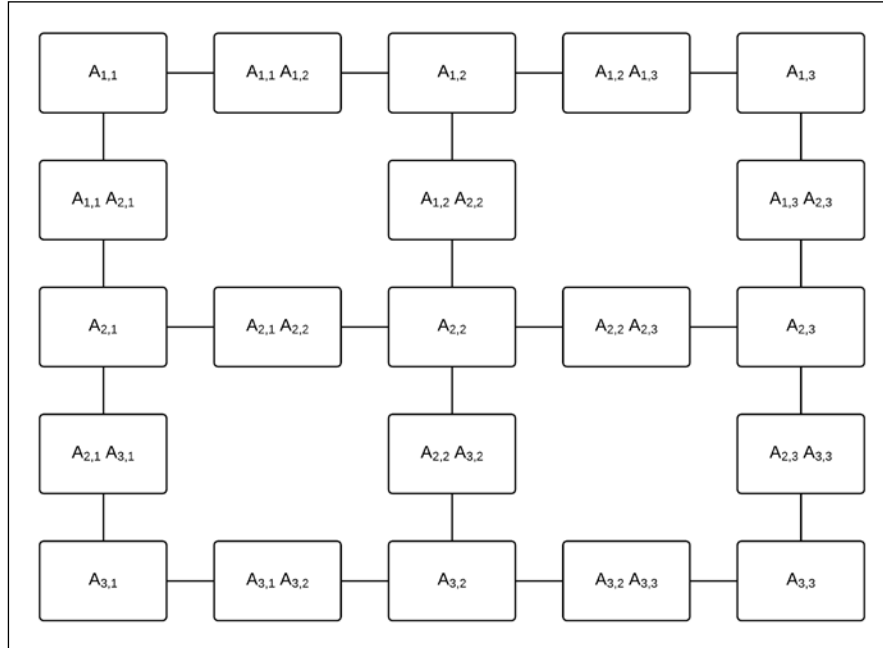 A1,1 A1,1 A1,2 A1,2 A1,2 A1,3 A1,3
A1,1 A2,1 A1,2 A2,2 A1,3 A2,3
A2,1 A2,1 A2,2 A2,2 A2,2 A2,3 A2,3
A2,1 A3,1 A2,2 A3,2 A2,3 A3,3
A3,1 A3,1 A3,2 A3,2 A3,2 A3,3 A3,3